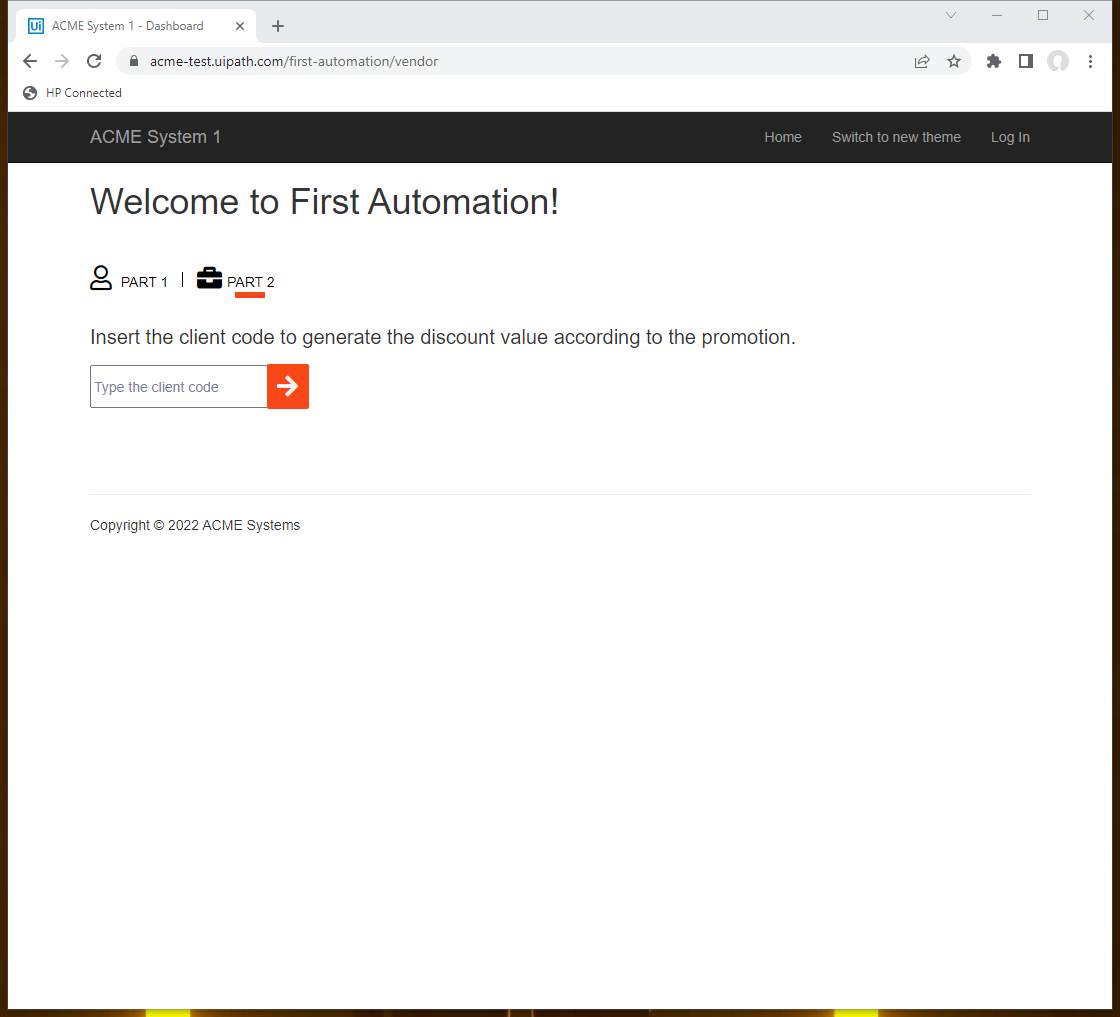 Ui ACME System 1 - Dashboard
acme-test.uipath.com/first-automation/vendor
HP Connected
ACME System 1 Home Switch to new theme Log In
Welcome to First Automation!
PART 1 | PART 2
Insert the client code to generate the discount value according to the promotion.
Type the client code
Copyright © 2022 ACME Systems